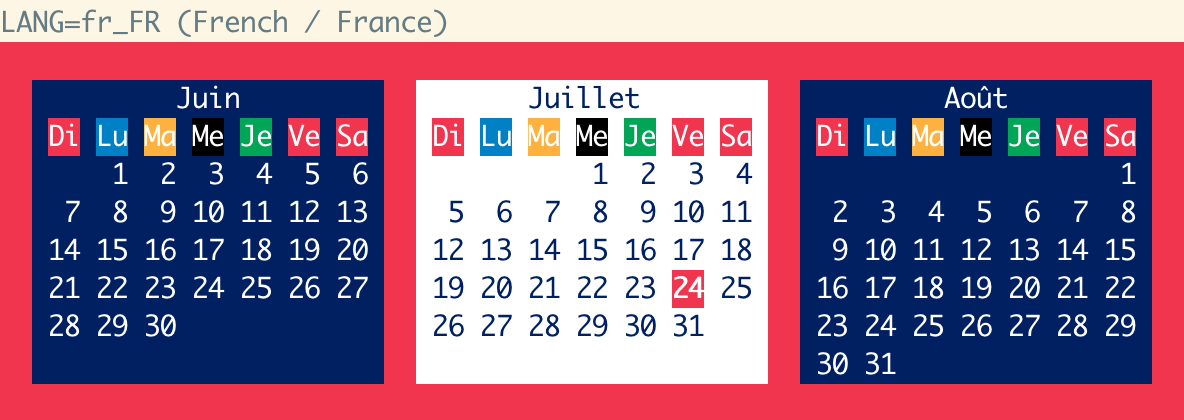 LANG=fr_FR (French / France)
Juin
Di Lu Ma Me Je Ve Sa
1 2 3 4 5 6
7 8 9 10 11 12 13
14 15 16 17 18 19 20
21 22 23 24 25 26 27
28 29 30
Juillet
Di Lu Ma Me Je Ve Sa
1 2 3 4
5 6 7 8 9 10 11
12 13 14 15 16 17 18
19 20 21 22 23 24 25
26 27 28 29 30 31
Août
Di Lu Ma Me Je Ve Sa
1
2 3 4 5 6 7 8
9 10 11 12 13 14 15
16 17 18 19 20 21 22
23 24 25 26 27 28 29
30 31